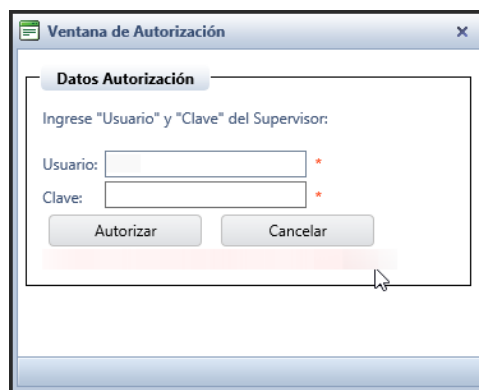 Ventana de Autorización
Datos Autorización
Ingrese "Usuario" y "Clave" del Supervisor:
Usuario: *
Clave: *
Autorizar Cancelar